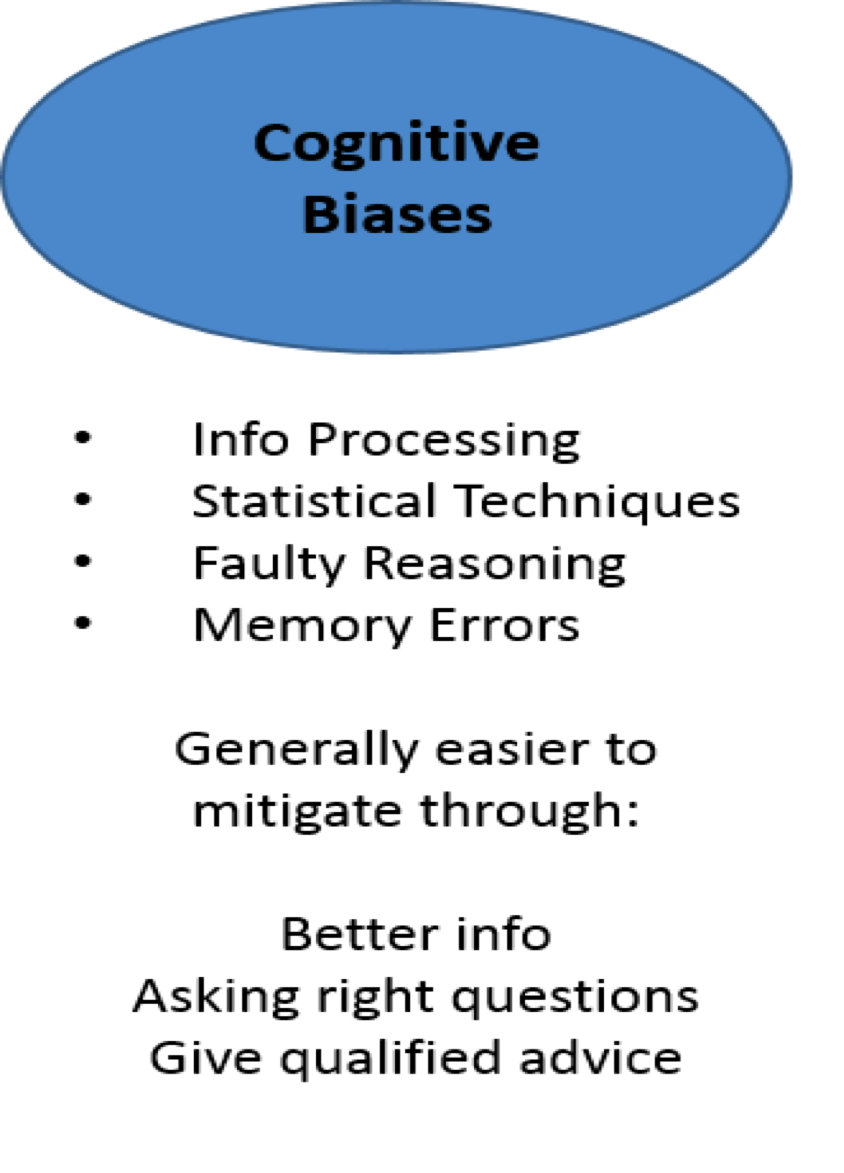 Cognitive
Biases
• Info Processing
• Statistical Techniques
• Faulty Reasoning
• Memory Errors
Generally easier to
mitigate through:
Better info
Asking right questions
Give qualified advice